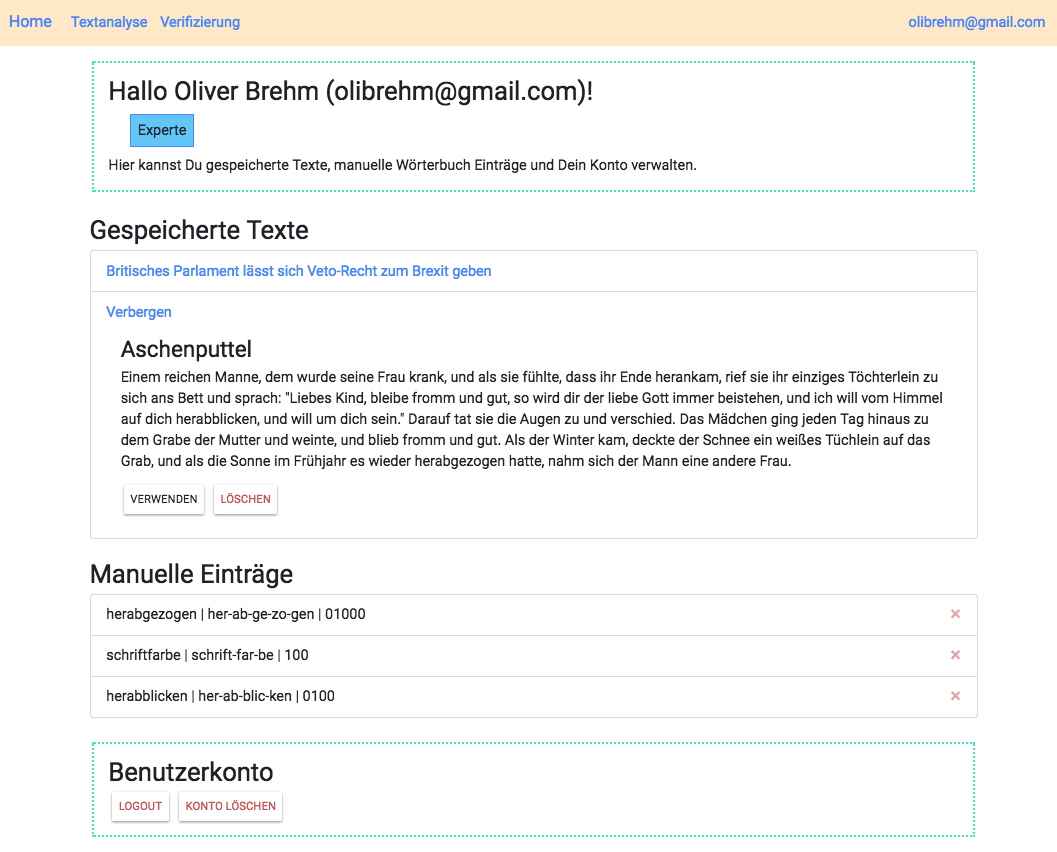 Home Textanalyse Verifizierung olibrehm@gmail.com
Hallo Oliver Brehm (olibrehm@gmail.com)!
Experte
Hier kannst Du gespeicherte Texte, manuelle Wörterbuch Einträge und Dein Konto verwalten.
Gespeicherte Texte
Britisches Parlament lässt sich Veto-Recht zum Brexit geben
Verbergen
Aschenputtel
Einem reichen Manne, dem wurde seine Frau krank, und als sie fühlte, dass ihr Ende herankam, rief sie ihr einziges Töchterlein zu
sich ans Bett und sprach: "Liebes Kind, bleibe fromm und gut, so wird dir der liebe Gott immer beistehen, und ich will vom Himmel
auf dich herabblicken, und will um dich sein." Darauf tat sie die Augen zu und verschied. Das Mädchen ging jeden Tag hinaus zu
dem Grabe der Mutter und weinte, und blieb fromm und gut. Als der Winter kam, deckte der Schnee ein weißes Tüchlein auf das
Grab, und als die Sonne im Frühjahr es wieder herabgezogen hatte, nahm sich der Mann eine andere Frau.
VERWENDEN LÖSCHEN
Manuelle Einträge
herabgezogen | her-ab-ge-zo-gen | 01000 ×
schriftfarbe | schrift-far-be | 100 ×
herabblicken | her-ab-blic-ken | 0100 ×
Benutzerkonto
LOGOUT KONTO LÖSCHEN